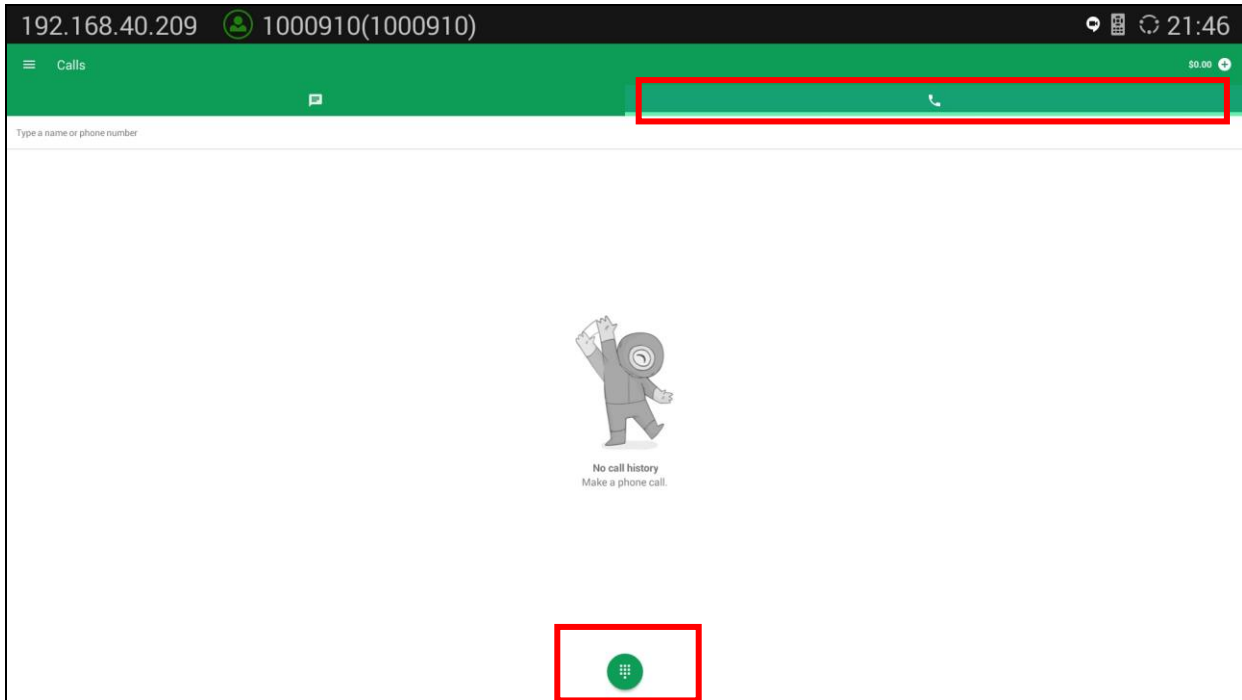 192.168.40.209 1000910(1000910) 21:46
Calls $0.00
Type a name or phone number
No call history
Make a phone call.